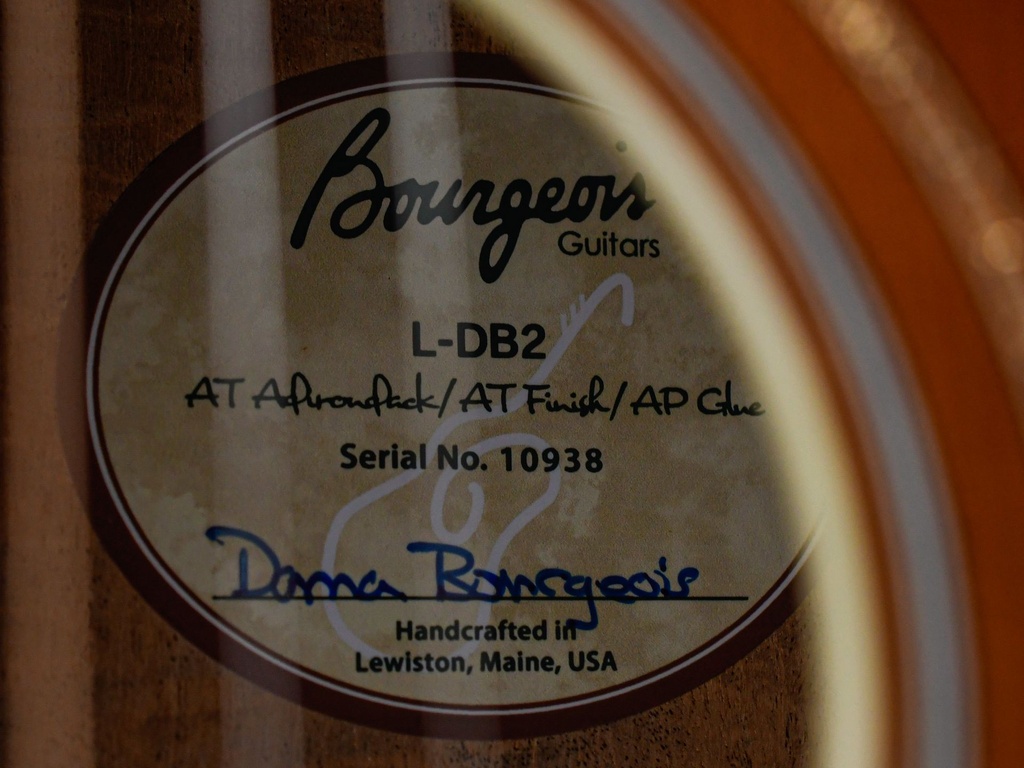 Bourgeois
Guitars
L-DB2
AT Adirondack/AT Finish/AP Glue
Serial No. 10938
Dana Bourgeois
Handcrafted in
Lewiston, Maine, USA